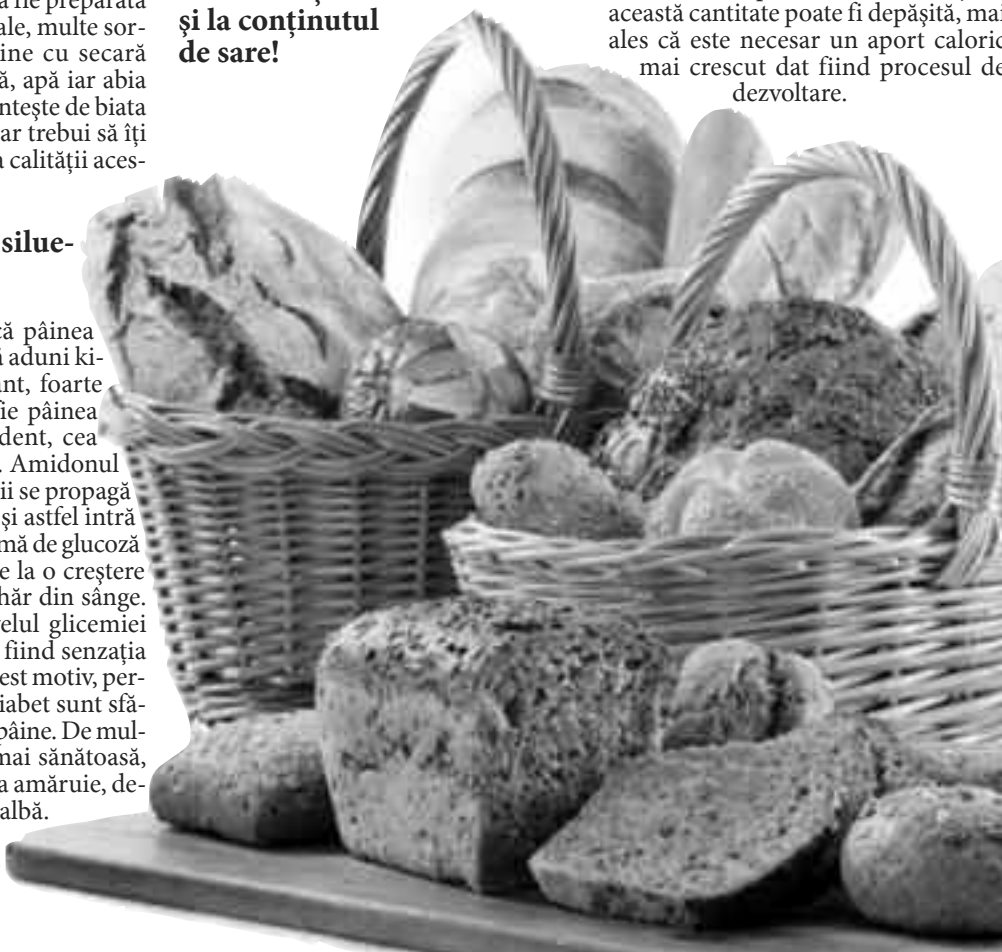 ale, multe sor-
ine cu secară
ă, apă iar abia
ntește de biata
ar trebui să îți
a calității aces-
silue-
că pâinea
ă aduni ki-
ant, foarte
fie pâinea
dent, cea
. Amidonul
ii se propagă
și astfel intră
mă de glucoză
e la o creștere
hăr din sânge.
elul glicemiei
fiind senzația
est motiv, per-
iabet sunt sfă-
pâine. De mul-
mai sănătoasă,
a amăruie, de-
albă.
și la conținutul
de sare!
această cantitate poate fi depășită, mai
ales că este necesar un aport caloric
mai crescut dat fiind procesul de
dezvoltare.